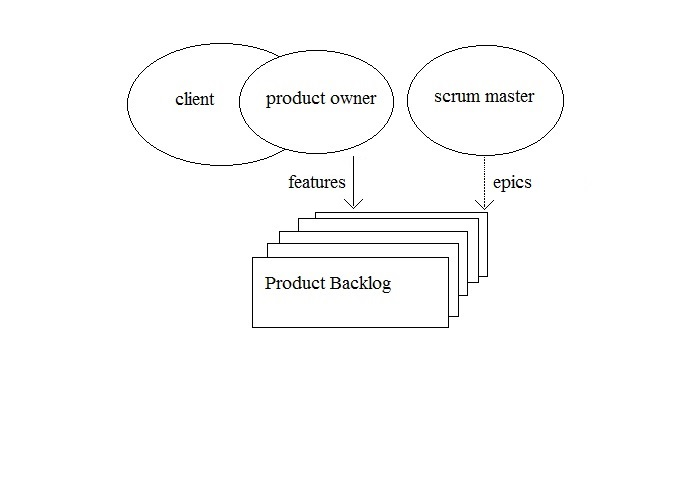 client
product owner
scrum master
features
epics
Product Backlog